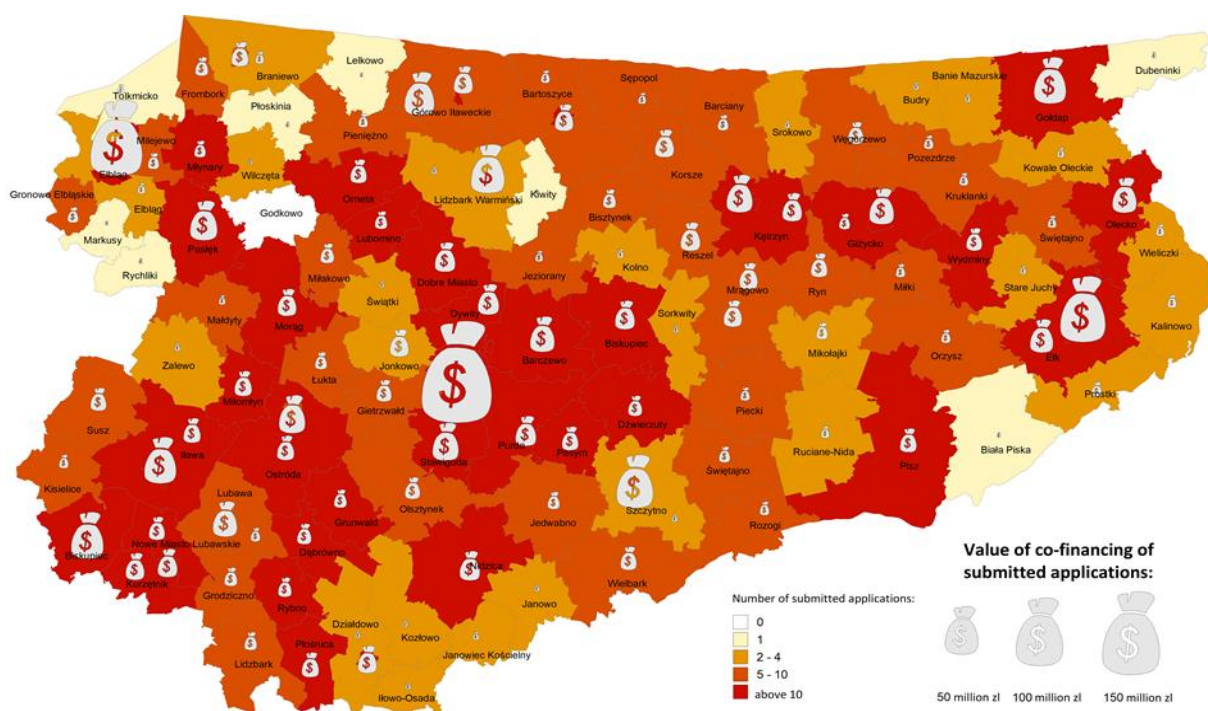 Lelkowo
Dubeninki
Braniewo
Sępopol
Banie Mazurskie
Tolkmicko
Frombork
Płoskinia
Bartoszyce
Budry
Gołdap
Górowo Iławeckie
Barciany
Milejewo
Pieniężno
Srokowo
Węgorzewo
Młynary
Pozezdrze
Kowale Oleckie
Elbląg
Wilczęta
Korsze
Kruklanki
Gronowo Elbląskie
Orneta
Lidzbark Warmiński
Kiwity
Elbląg
Godkowo
Bisztynek
Kętrzyn
Giżycko
Olecko
Markusy
Pasłęk
Lubomino
Świętajno
Wydminy
Reszel
Wieliczki
Rychliki
Miłakowo
Dobre Miasto
Jeziorany
Kolno
Mrągowo
Ryn
Miłki
Stare Juchy
Świątki
Małdyty
Morąg
Dywity
Sorkwity
Kalinowo
Barczewo
Biskupiec
Orzysz
Zalewo
Jonkowo
Mikołajki
Ełk
Łukta
Miłomłyn
Gietrzwałd
Piecki
Prostki
Susz
Dźwierzuty
Iława
Stawiguda
Purda
Pasym
Ostróda
Świętajno
Ruciane-Nida
Pisz
Biała Piska
Kisielice
Lubawa
Olsztynek
Szczytno
Grunwald
Jedwabno
Rozogi
Biskupiec
Nowe Miasto Lubawskie
Dąbrówno
Nidzica
Kurzętnik
Wielbark
Grodziczno
Rybno
Janowo
Działdowo
Kozłowo
Lidzbark
Płośnica
Janowiec Kościelny
Iłowo-Osada
Number of submitted applications:
0
1
2 - 4
5 - 10
above 10
Value of co-financing of
submitted applications:
$ $ $
50 million zl 100 million zl 150 million zl